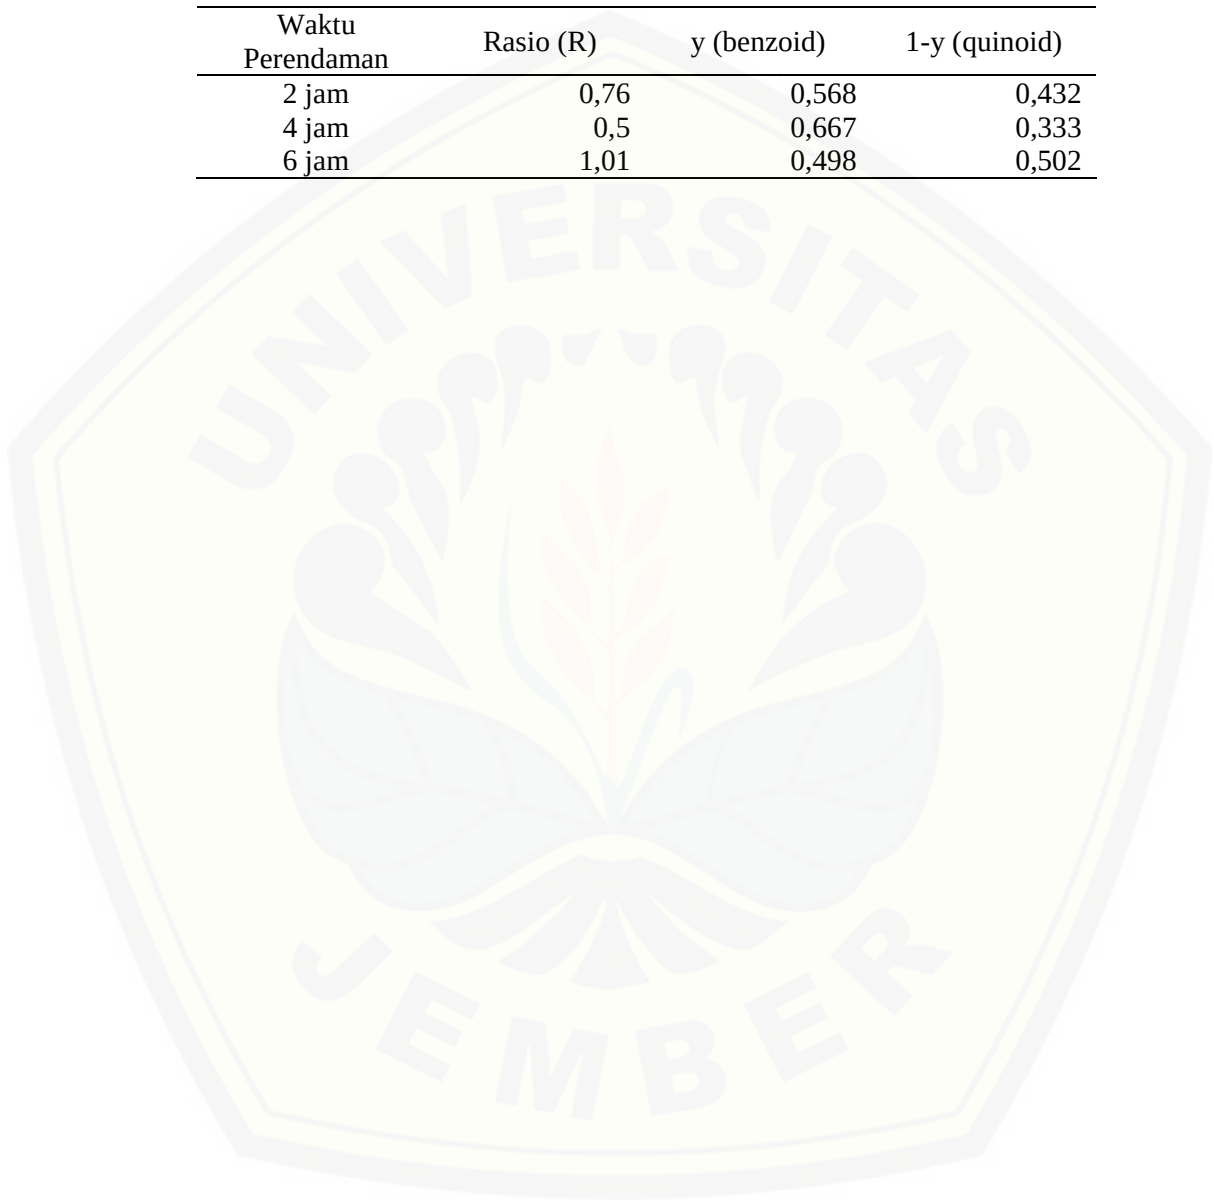 Waktu Perendaman Rasio (R) y (benzoid) 1-y (quinoid)
2 jam 0,76 0,568 0,432
4 jam 0,5 0,667 0,333
6 jam 1,01 0,498 0,502
UNIVERSITAS
JEMBER